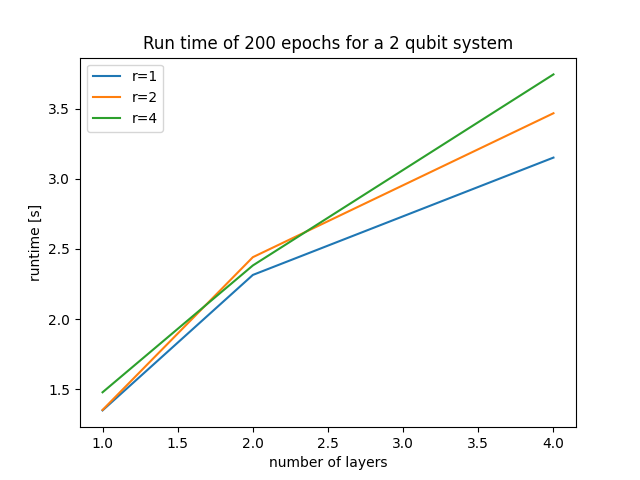 Run time of 200 epochs for a 2 qubit system
r=1
r=2
r=4
3.5
3.0
2.5
2.0
1.5
runtime [s]
1.0 1.5 2.0 2.5 3.0 3.5 4.0
number of layers